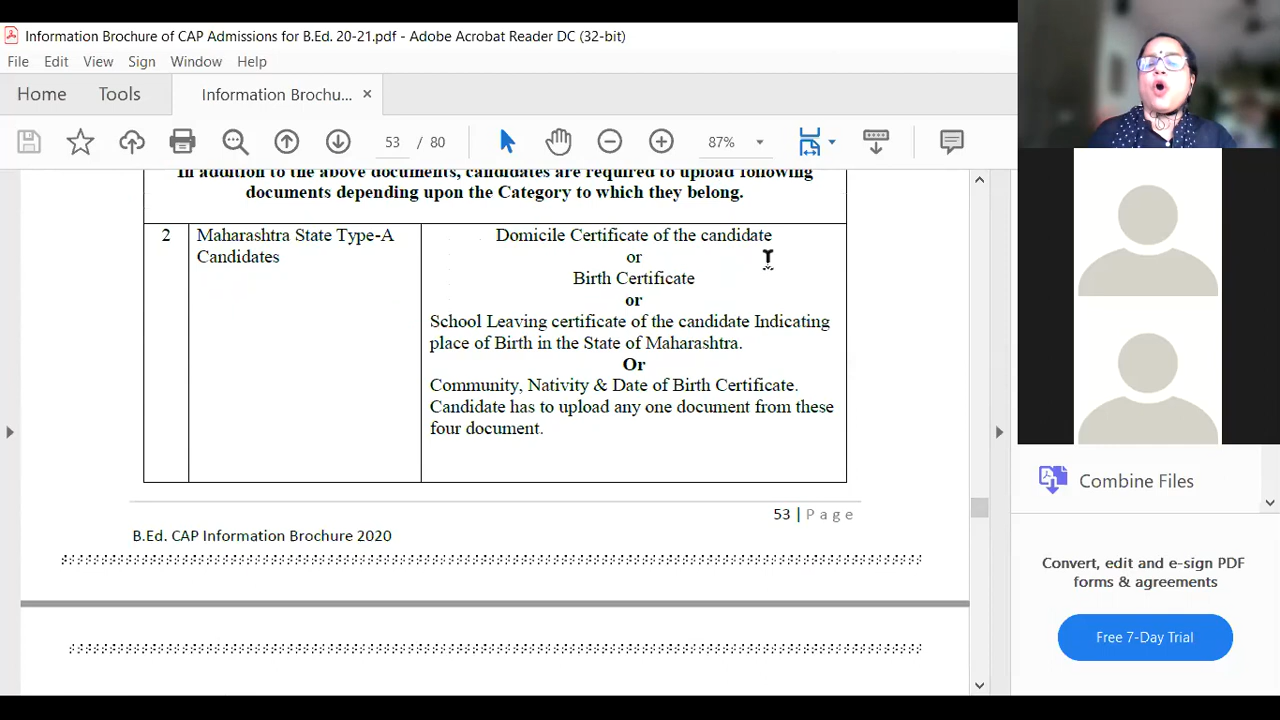 Information Brochure of CAP Admissions for B.Ed. 20-21.pdf - Adobe Acrobat Reader DC (32-bit)
File Edit View Sign Window Help
Home Tools Information Brochu... ×
53 / 80 87%
In addition to the above documents, candidates are required to upload following
documents depending upon the Category to which they belong.
2 Maharashtra State Type-A Domicile Certificate of the candidate
Candidates or
Birth Certificate
or
School Leaving certificate of the candidate Indicating
place of Birth in the State of Maharashtra.
Or
Community, Nativity & Date of Birth Certificate.
Candidate has to upload any one document from these
four document.
53 | Page
B.Ed. CAP Information Brochure 2020
Combine Files
Convert, edit and e-sign PDF
forms & agreements
Free 7-Day Trial